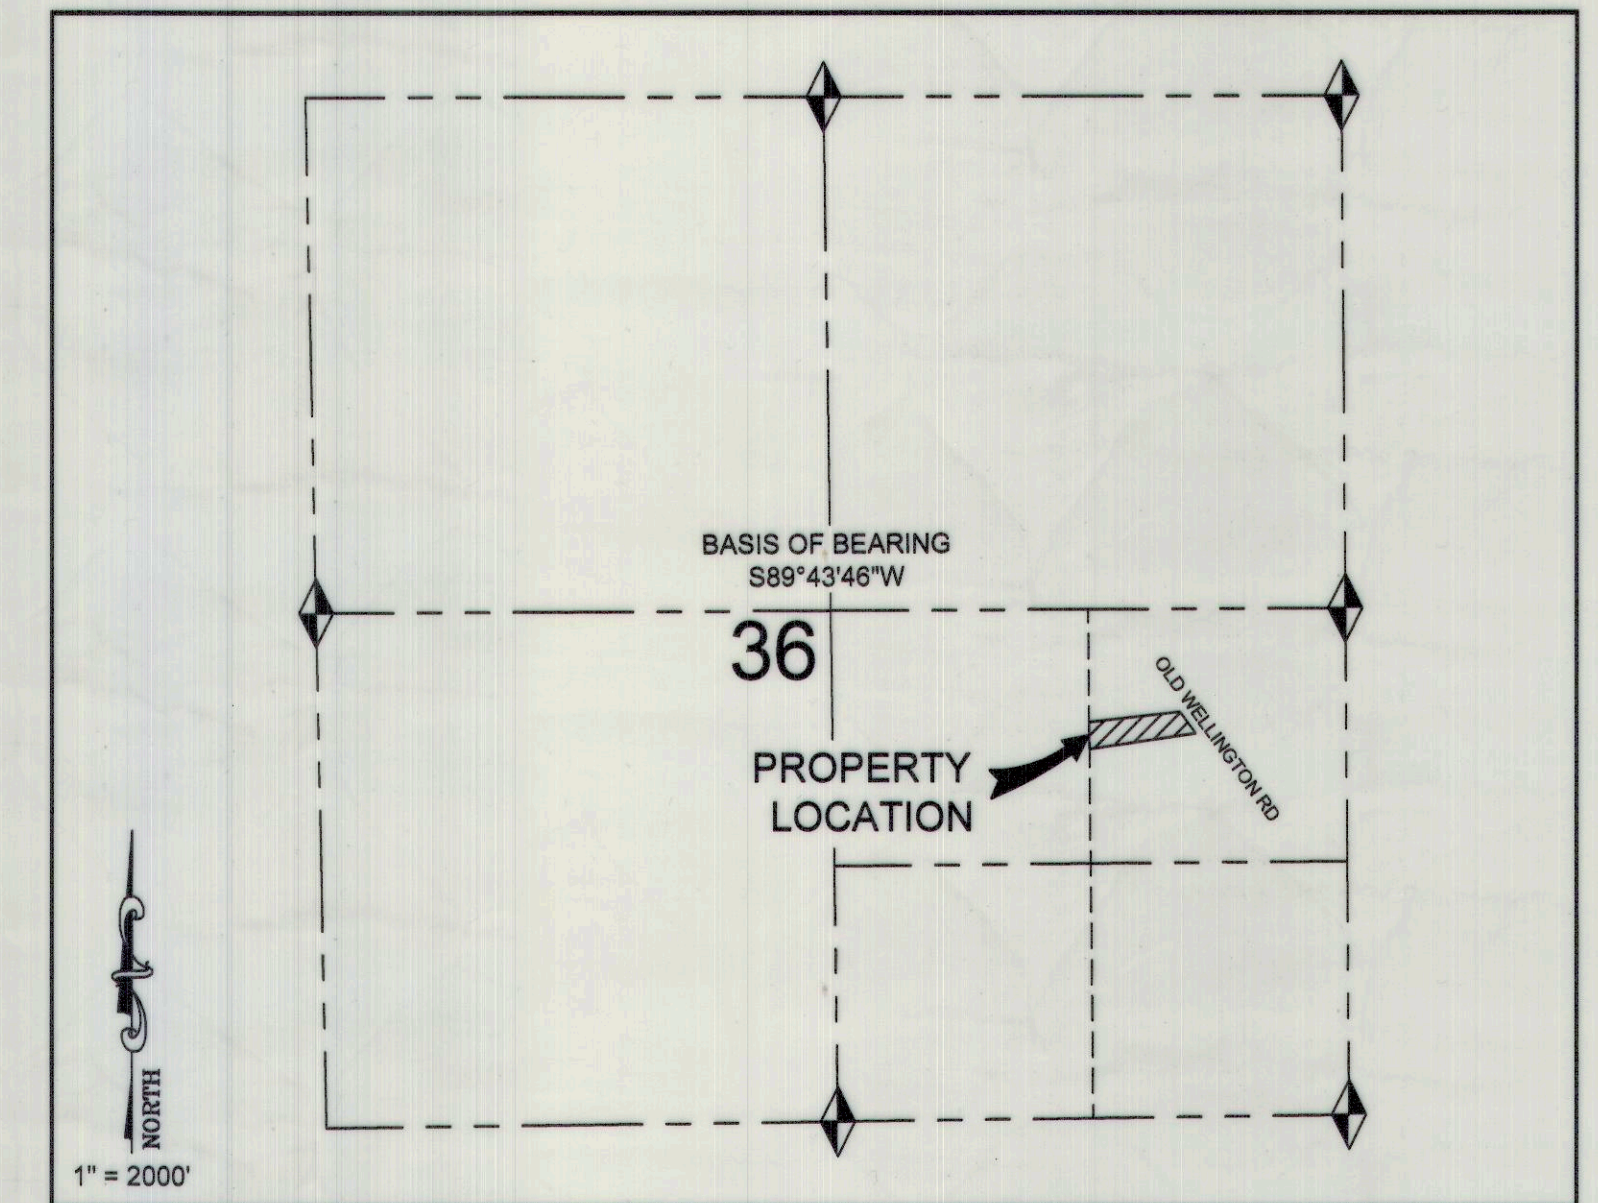 BASIS OF BEARING
S89°43'46"W
36
OLD WELLINGTON RD
PROPERTY
LOCATION
NORTH
1" = 2000'